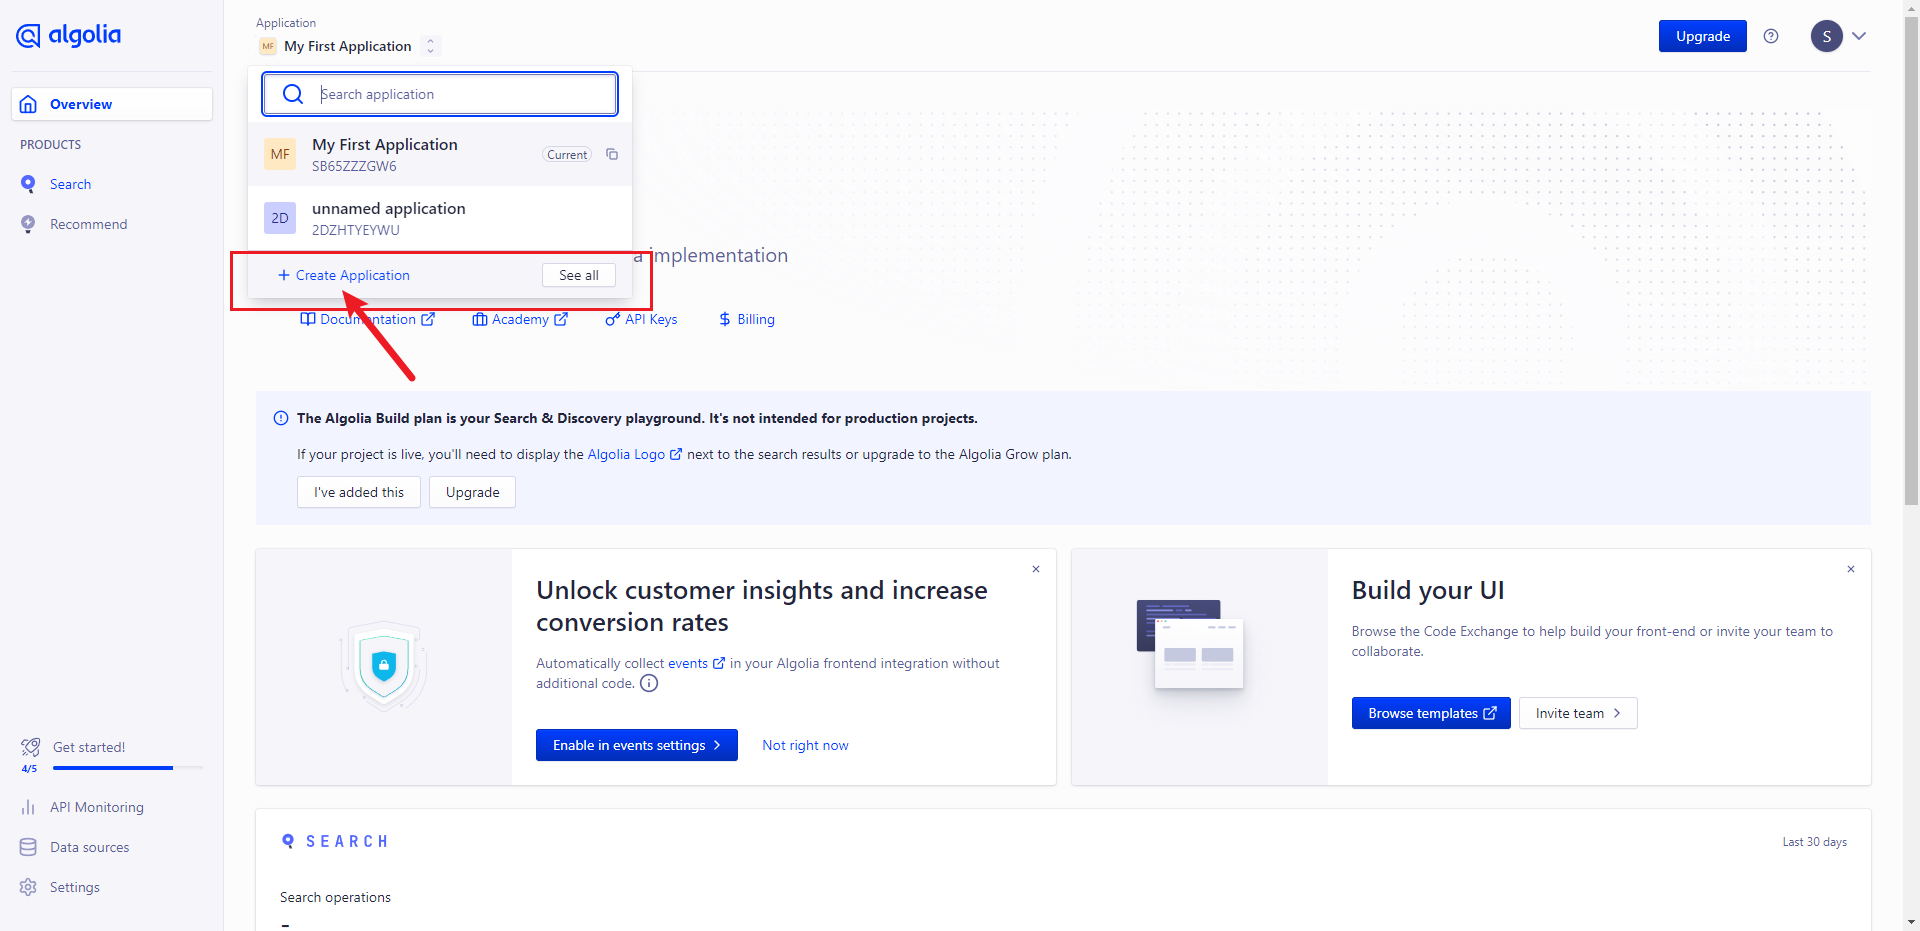 algolia
Application
MF My First Application
Upgrade
S
Search application
MF
My First Application
SB65ZZZGW6
Current
2D
unnamed application
2DZHTYEYWU
+ Create Application
See all
a implementation
Overview
PRODUCTS
Search
Recommend
Documentation
Academy
API Keys
$ Billing
The Algolia Build plan is your Search & Discovery playground. It's not intended for production projects.
If your project is live, you'll need to display the Algolia Logo next to the search results or upgrade to the Algolia Grow plan.
I've added this
Upgrade
Unlock customer insights and increase
conversion rates
Automatically collect events in your Algolia frontend integration without
additional code.
Enable in events settings
Not right now
Build your UI
Browse the Code Exchange to help build your front-end or invite your team to
collaborate.
Browse templates
Invite team
Get started!
4/5
API Monitoring
Data sources
Settings
SEARCH
Last 30 days
Search operations
-